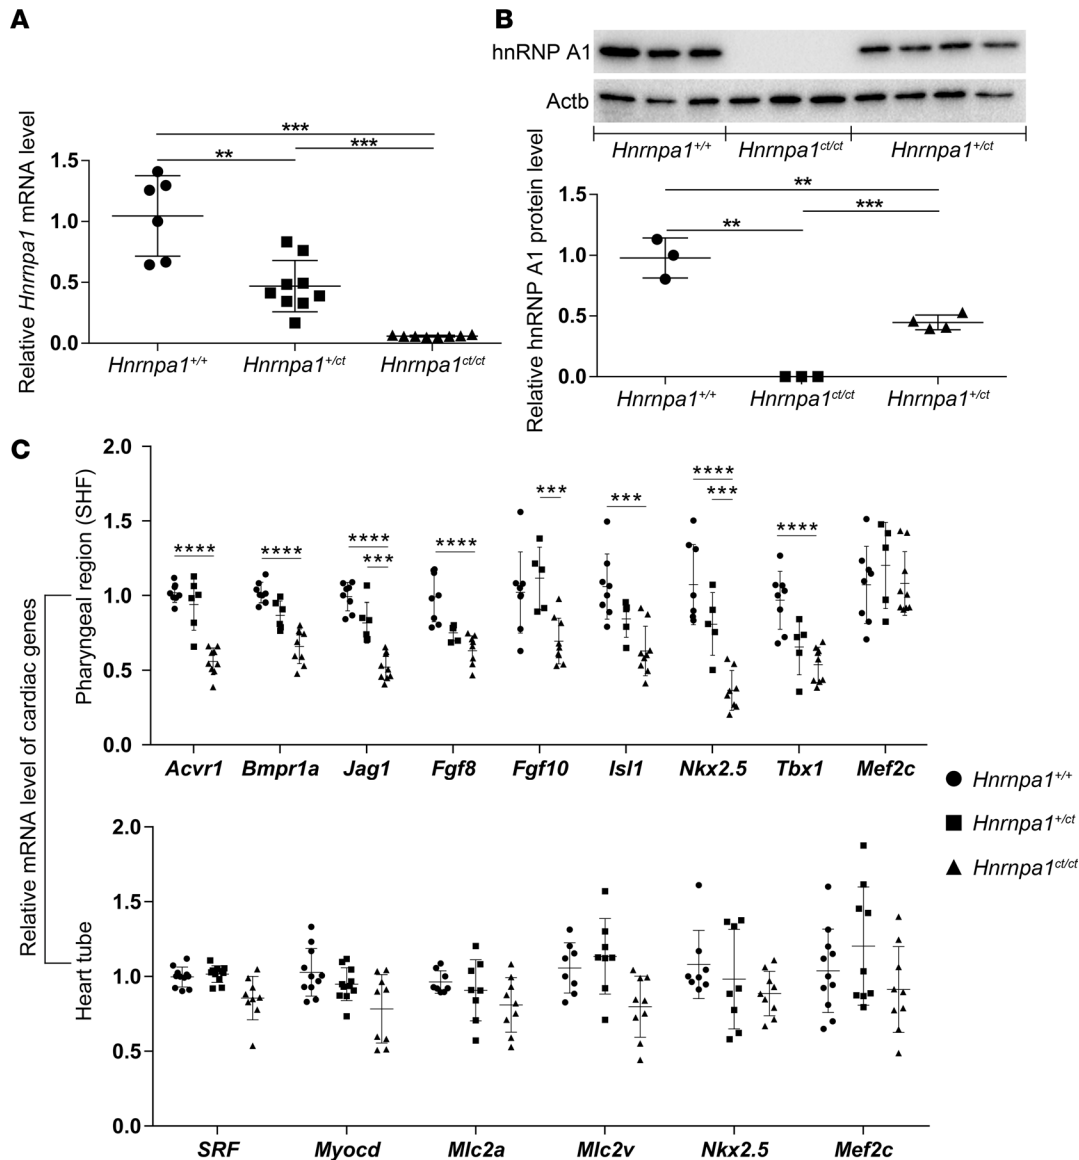 A
Relative Hnrnpa1 mRNA level
***
**
***
1.5
1.0
0.5
0.0
Hnrnpa1+/+
Hnrnpa1+/ct
Hnrnpa1ct/ct
B
hnRNP A1
Actb
Hnrnpa1+/+
Hnrnpa1ct/ct
Hnrnpa1+/ct
Relative hnRNP A1 protein level
**
***
**
1.5
1.0
0.5
0.0
Hnrnpa1+/+
Hnrnpa1ct/ct
Hnrnpa1+/ct
C
Relative mRNA level of cardiac genes
Pharyngeal region (SHF)
2.0
1.5
1.0
0.5
0.0
****
****
****
***
****
***
***
****
***
****
Acvr1
Bmpr1a
Jag1
Fgf8
Fgf10
Isl1
Nkx2.5
Tbx1
Mef2c
Heart tube
2.0
1.5
1.0
0.5
0.0
SRF
Myocd
Mlc2a
Mlc2v
Nkx2.5
Mef2c
Hnrnpa1+/+
Hnrnpa1+/ct
Hnrnpa1ct/ct